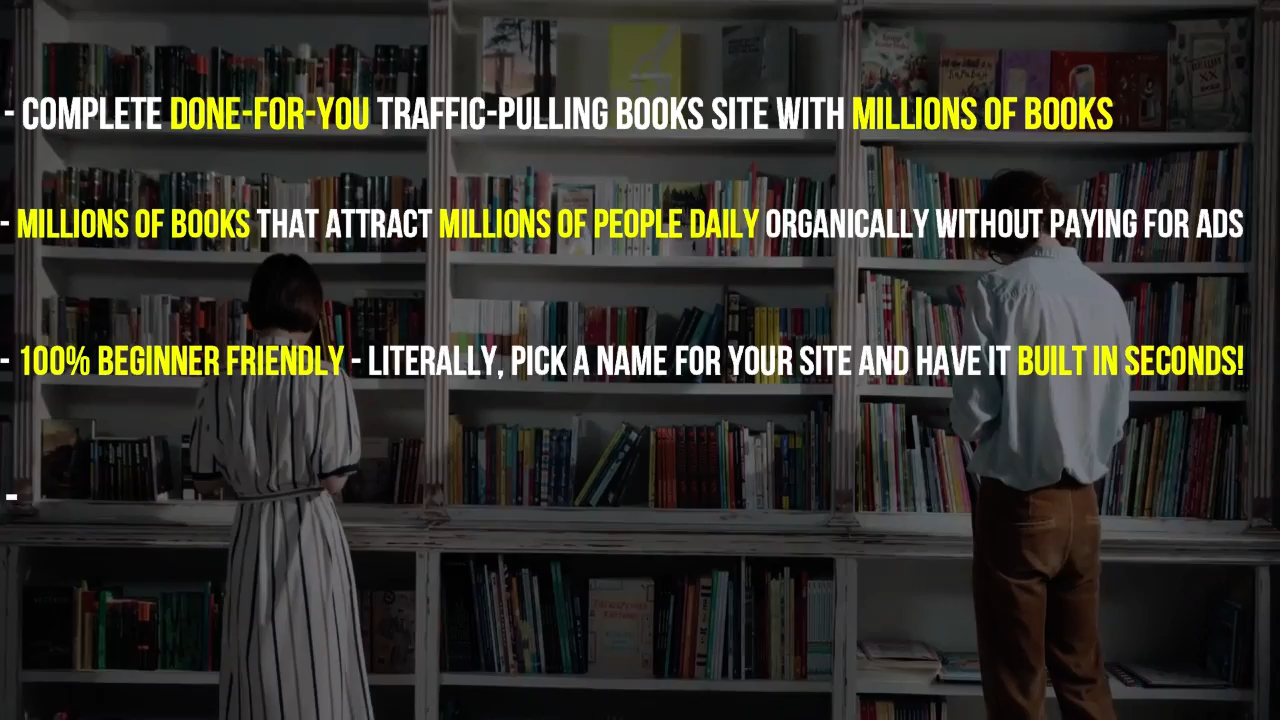 - COMPLETE DONE-FOR-YOU TRAFFIC-PULLING BOOKS SITE WITH MILLIONS OF BOOKS
- MILLIONS OF BOOKS THAT ATTRACT MILLIONS OF PEOPLE DAILY ORGANICALLY WITHOUT PAYING FOR ADS
- 100% BEGINNER FRIENDLY - LITERALLY, PICK A NAME FOR YOUR SITE AND HAVE IT BUILT IN SECONDS!
-